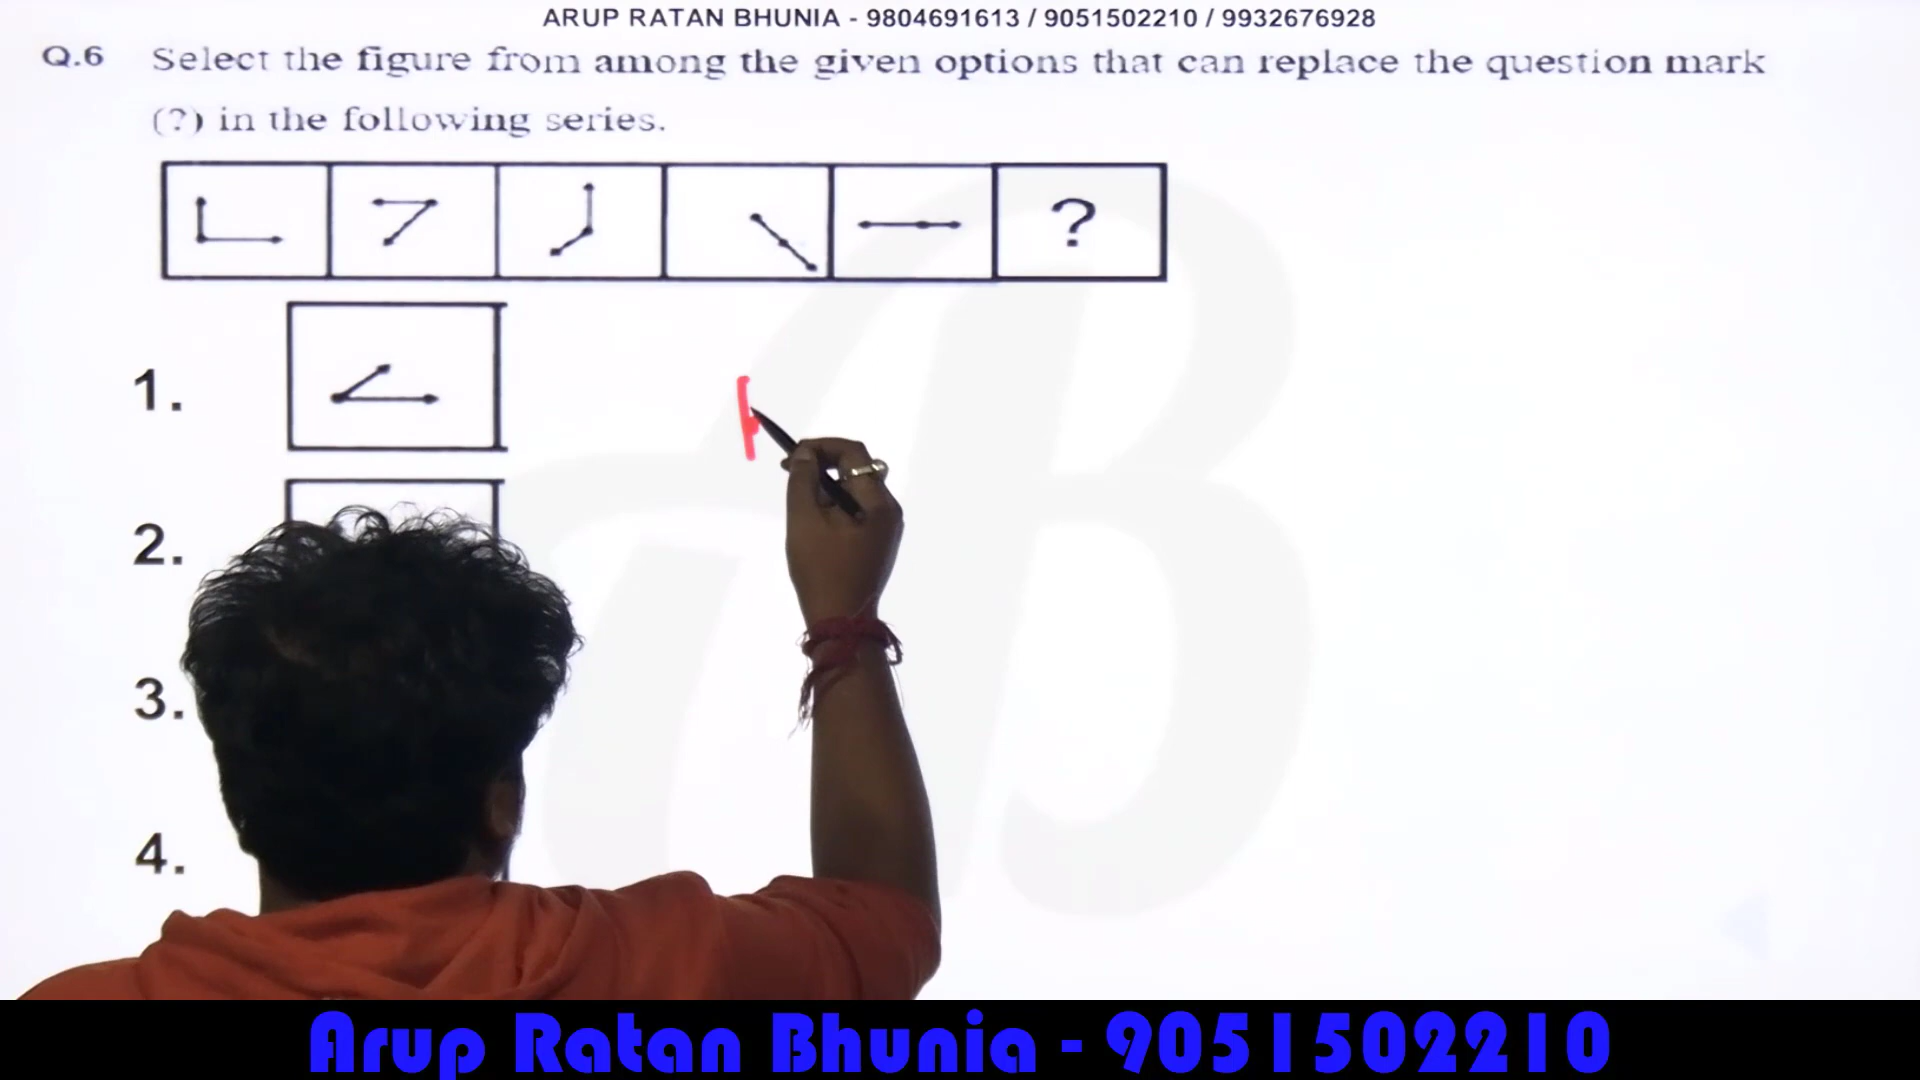 ARUP RATAN BHUNIA - 9804691613 / 9051502210 / 9932676928
Q.6 Select the figure from among the given options that can replace the question mark
(?) in the following series.
?
1.
2.
3.
4.
Arup Ratan Bhunia - 9051502210